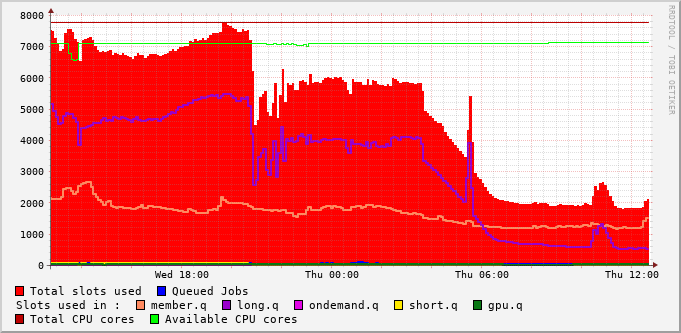 8000
7000
6000
5000
4000
3000
2000
1000
0
Wed 18:00 Thu 00:00 Thu 06:00 Thu 12:00
RRDTOOL / TOBI OETIKER
Total slots used Queued Jobs
Slots used in : member.q long.q ondemand.q short.q gpu.q
Total CPU cores Available CPU cores